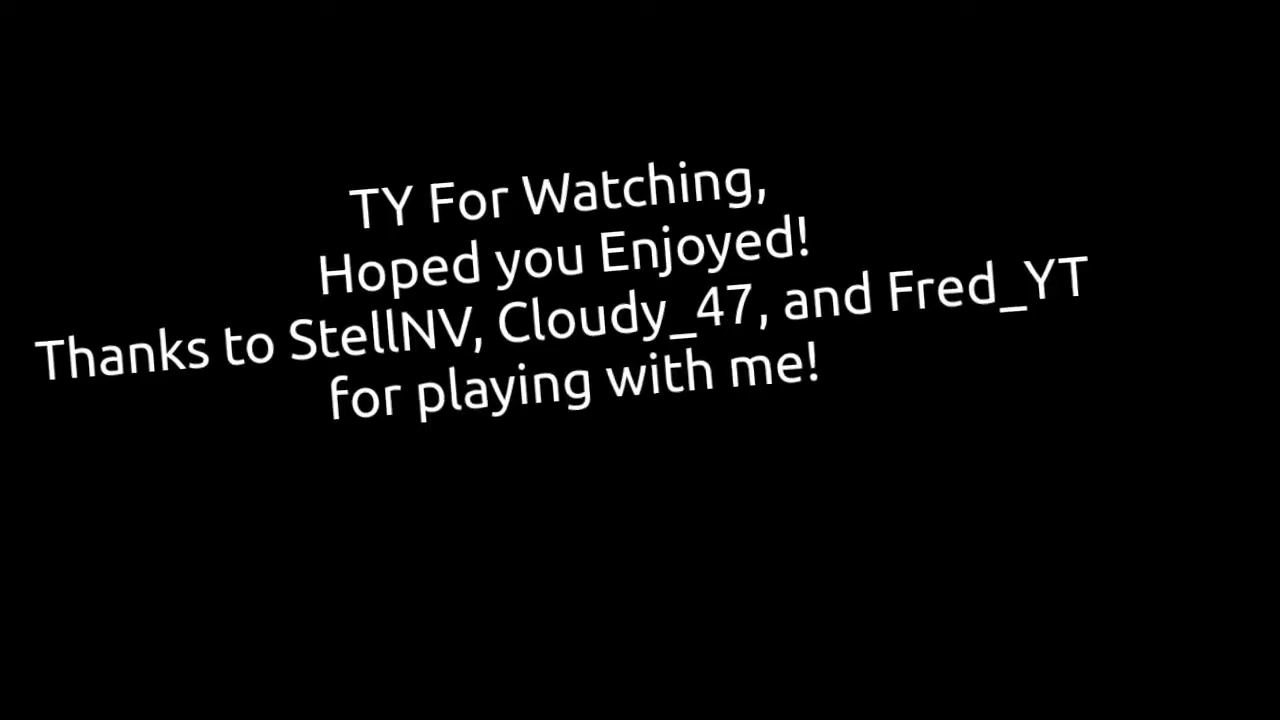 TY For Watching,
Hoped you Enjoyed!
Thanks to StellNV, Cloudy_47, and Fred_YT
for playing with me!